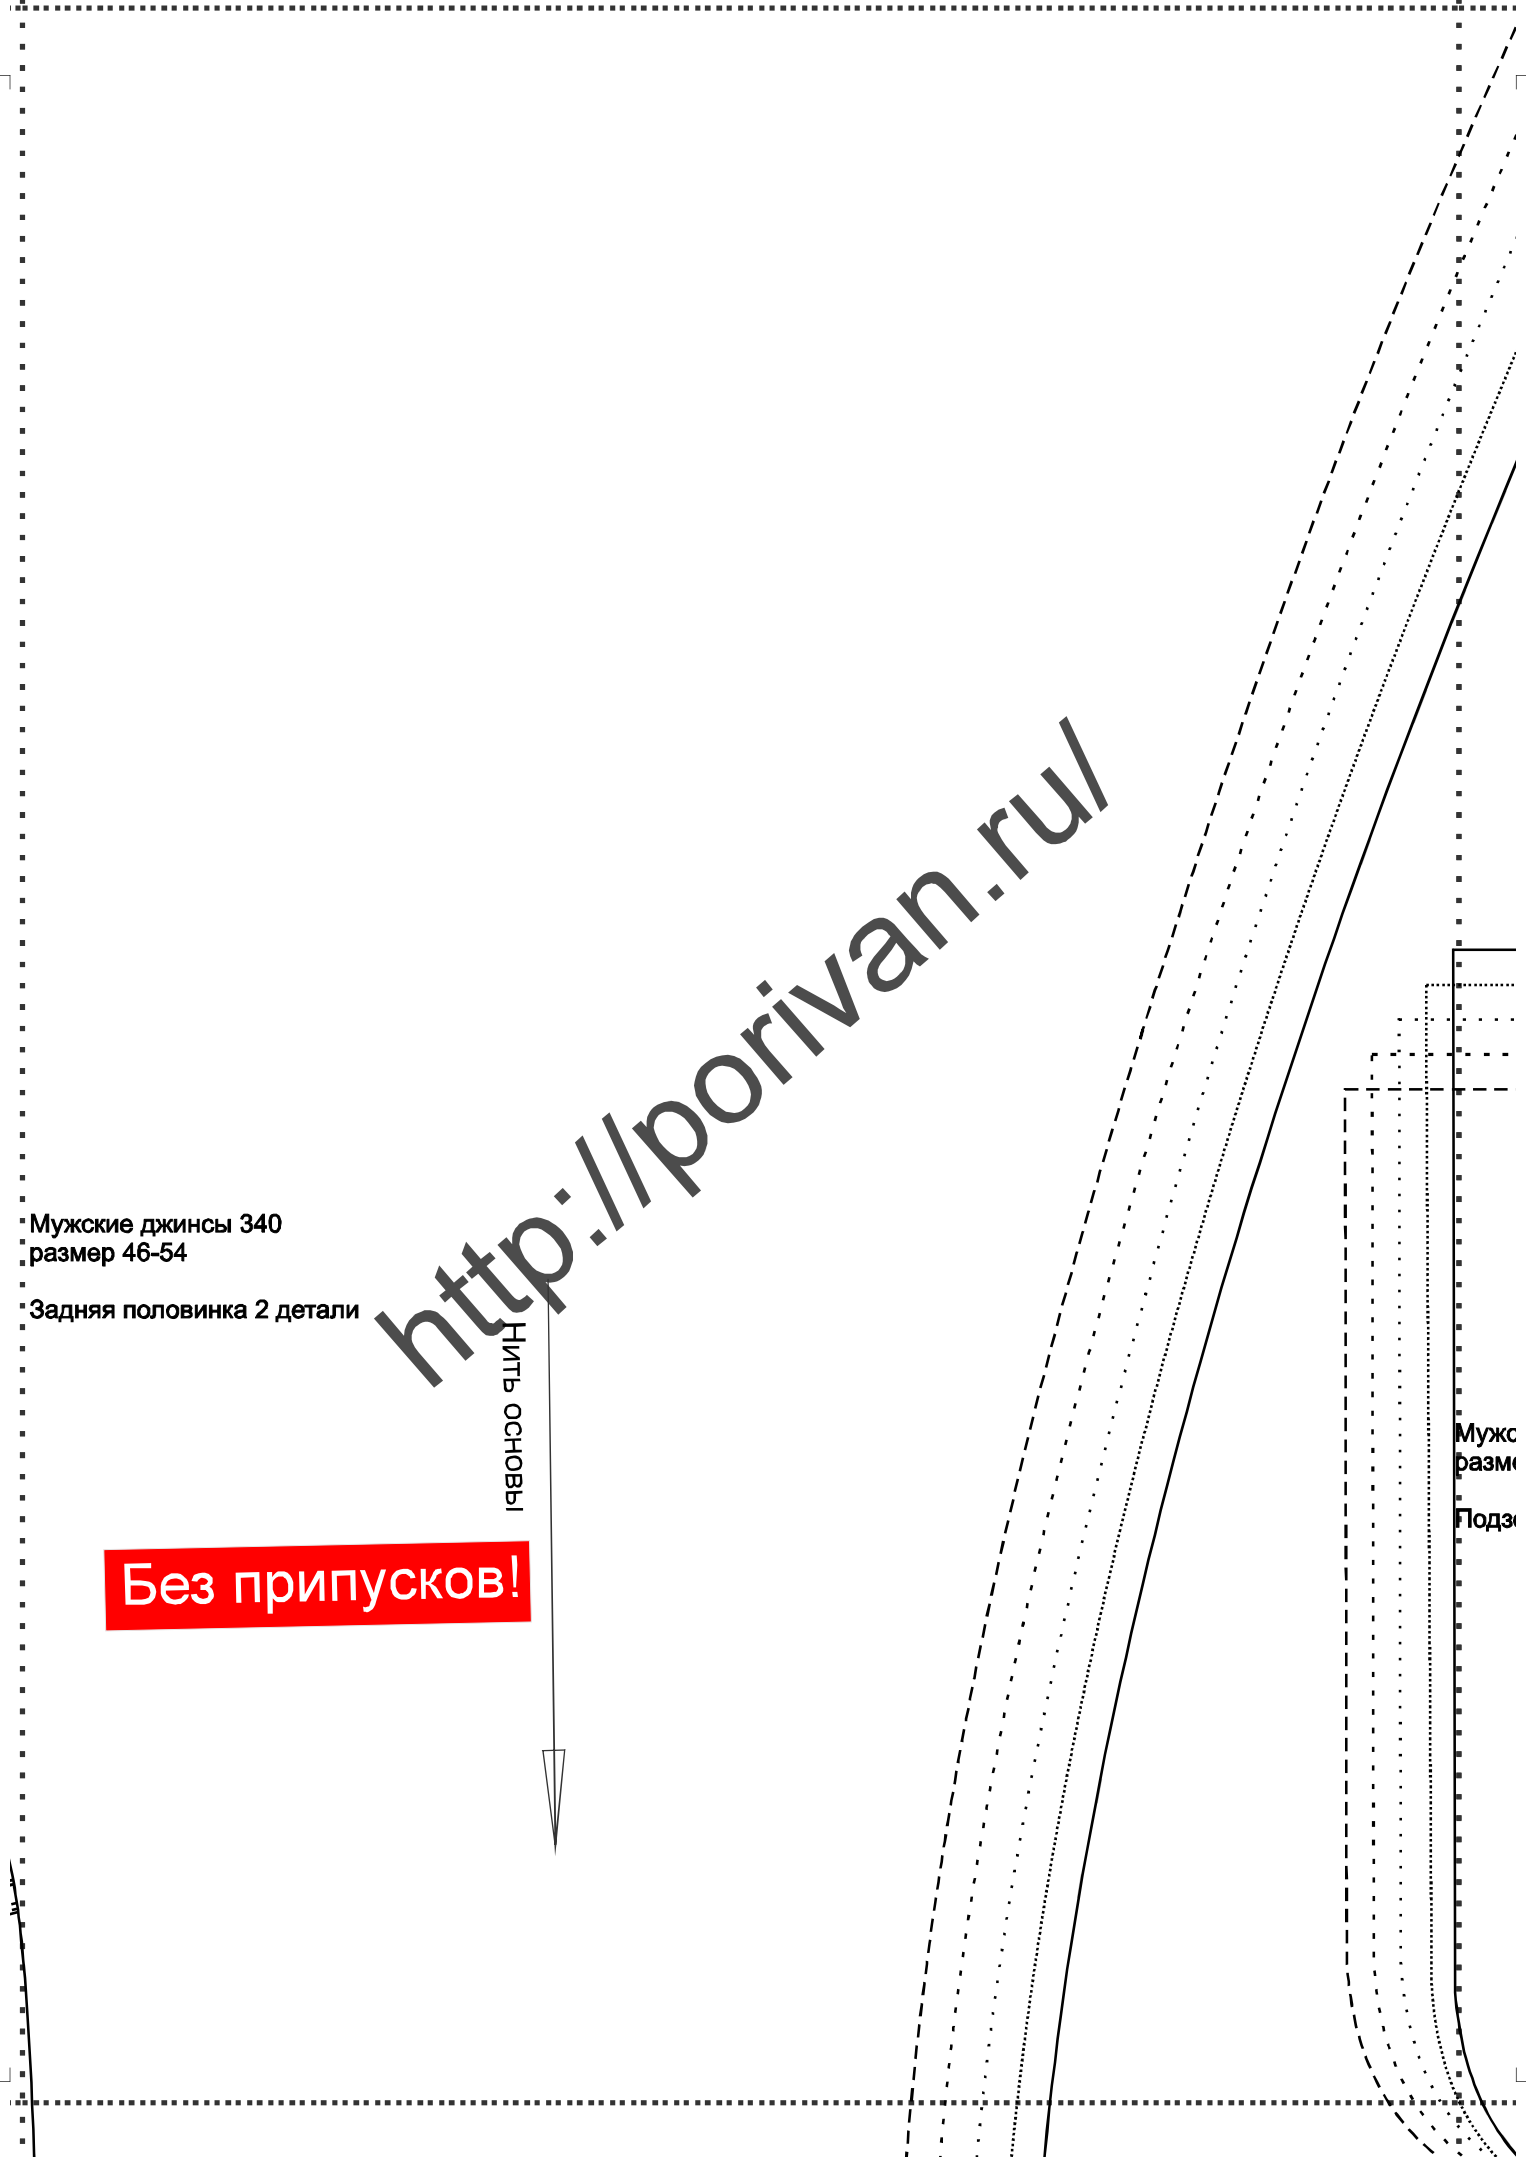 http://porivan.ru/
Мужские джинсы 340
размер 46-54
Задняя половинка 2 детали
Нить основы
Без припусков!